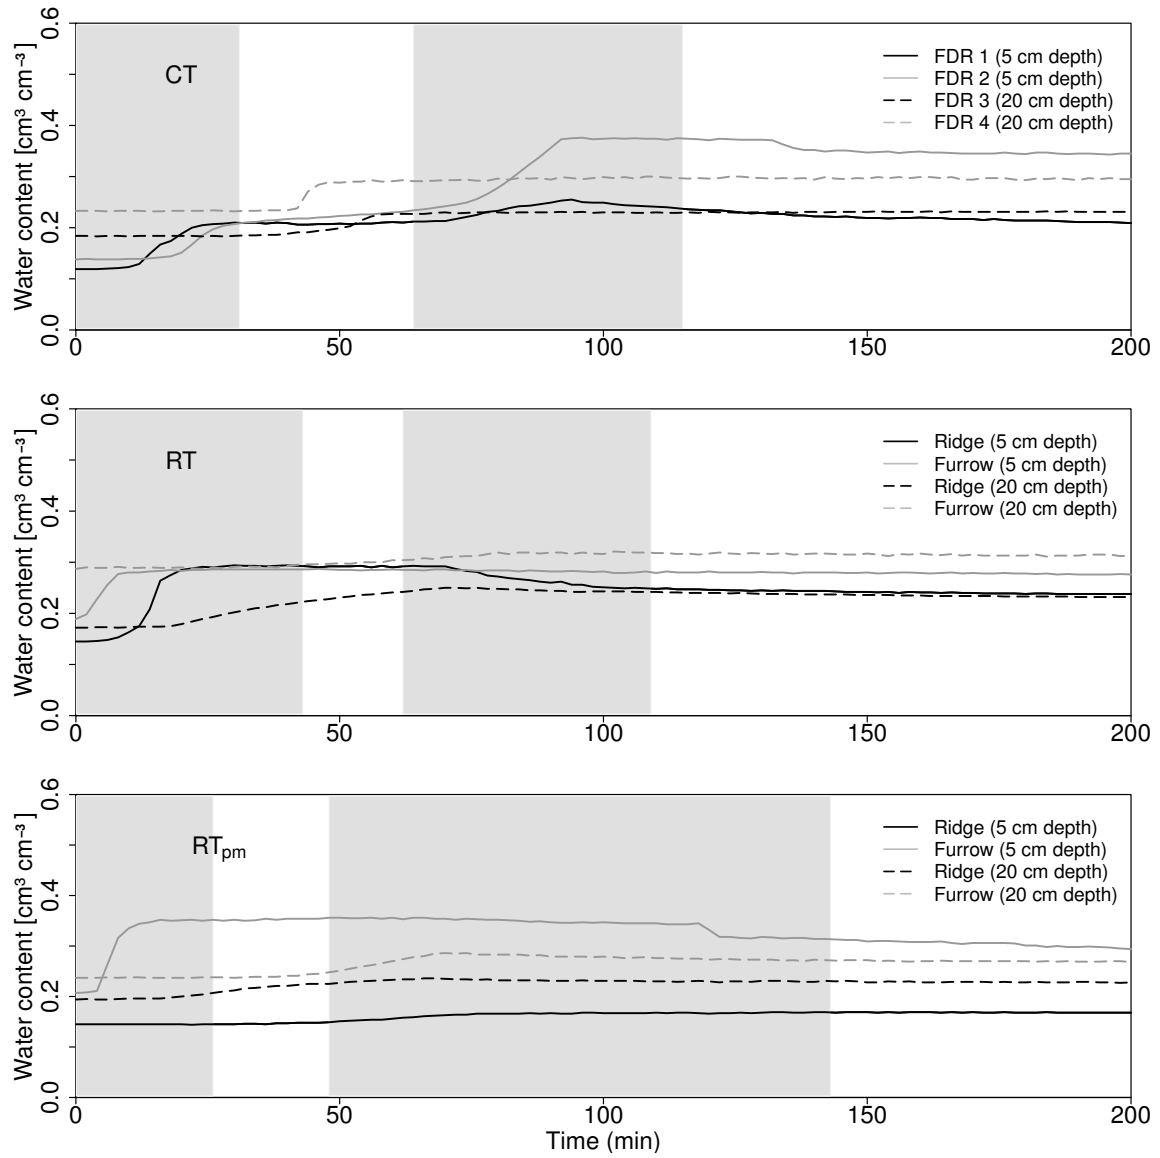 Water content [cm³ cm⁻³]
0.6
0.4
0.2
0.0
CT
FDR 1 (5 cm depth)
FDR 2 (5 cm depth)
FDR 3 (20 cm depth)
FDR 4 (20 cm depth)
0 50 100 150 200
Water content [cm³ cm⁻³]
0.6
0.4
0.2
0.0
RT
Ridge (5 cm depth)
Furrow (5 cm depth)
Ridge (20 cm depth)
Furrow (20 cm depth)
0 50 100 150 200
Water content [cm³ cm⁻³]
0.6
0.4
0.2
0.0
RTpm
Ridge (5 cm depth)
Furrow (5 cm depth)
Ridge (20 cm depth)
Furrow (20 cm depth)
0 50 100 150 200
Time (min)